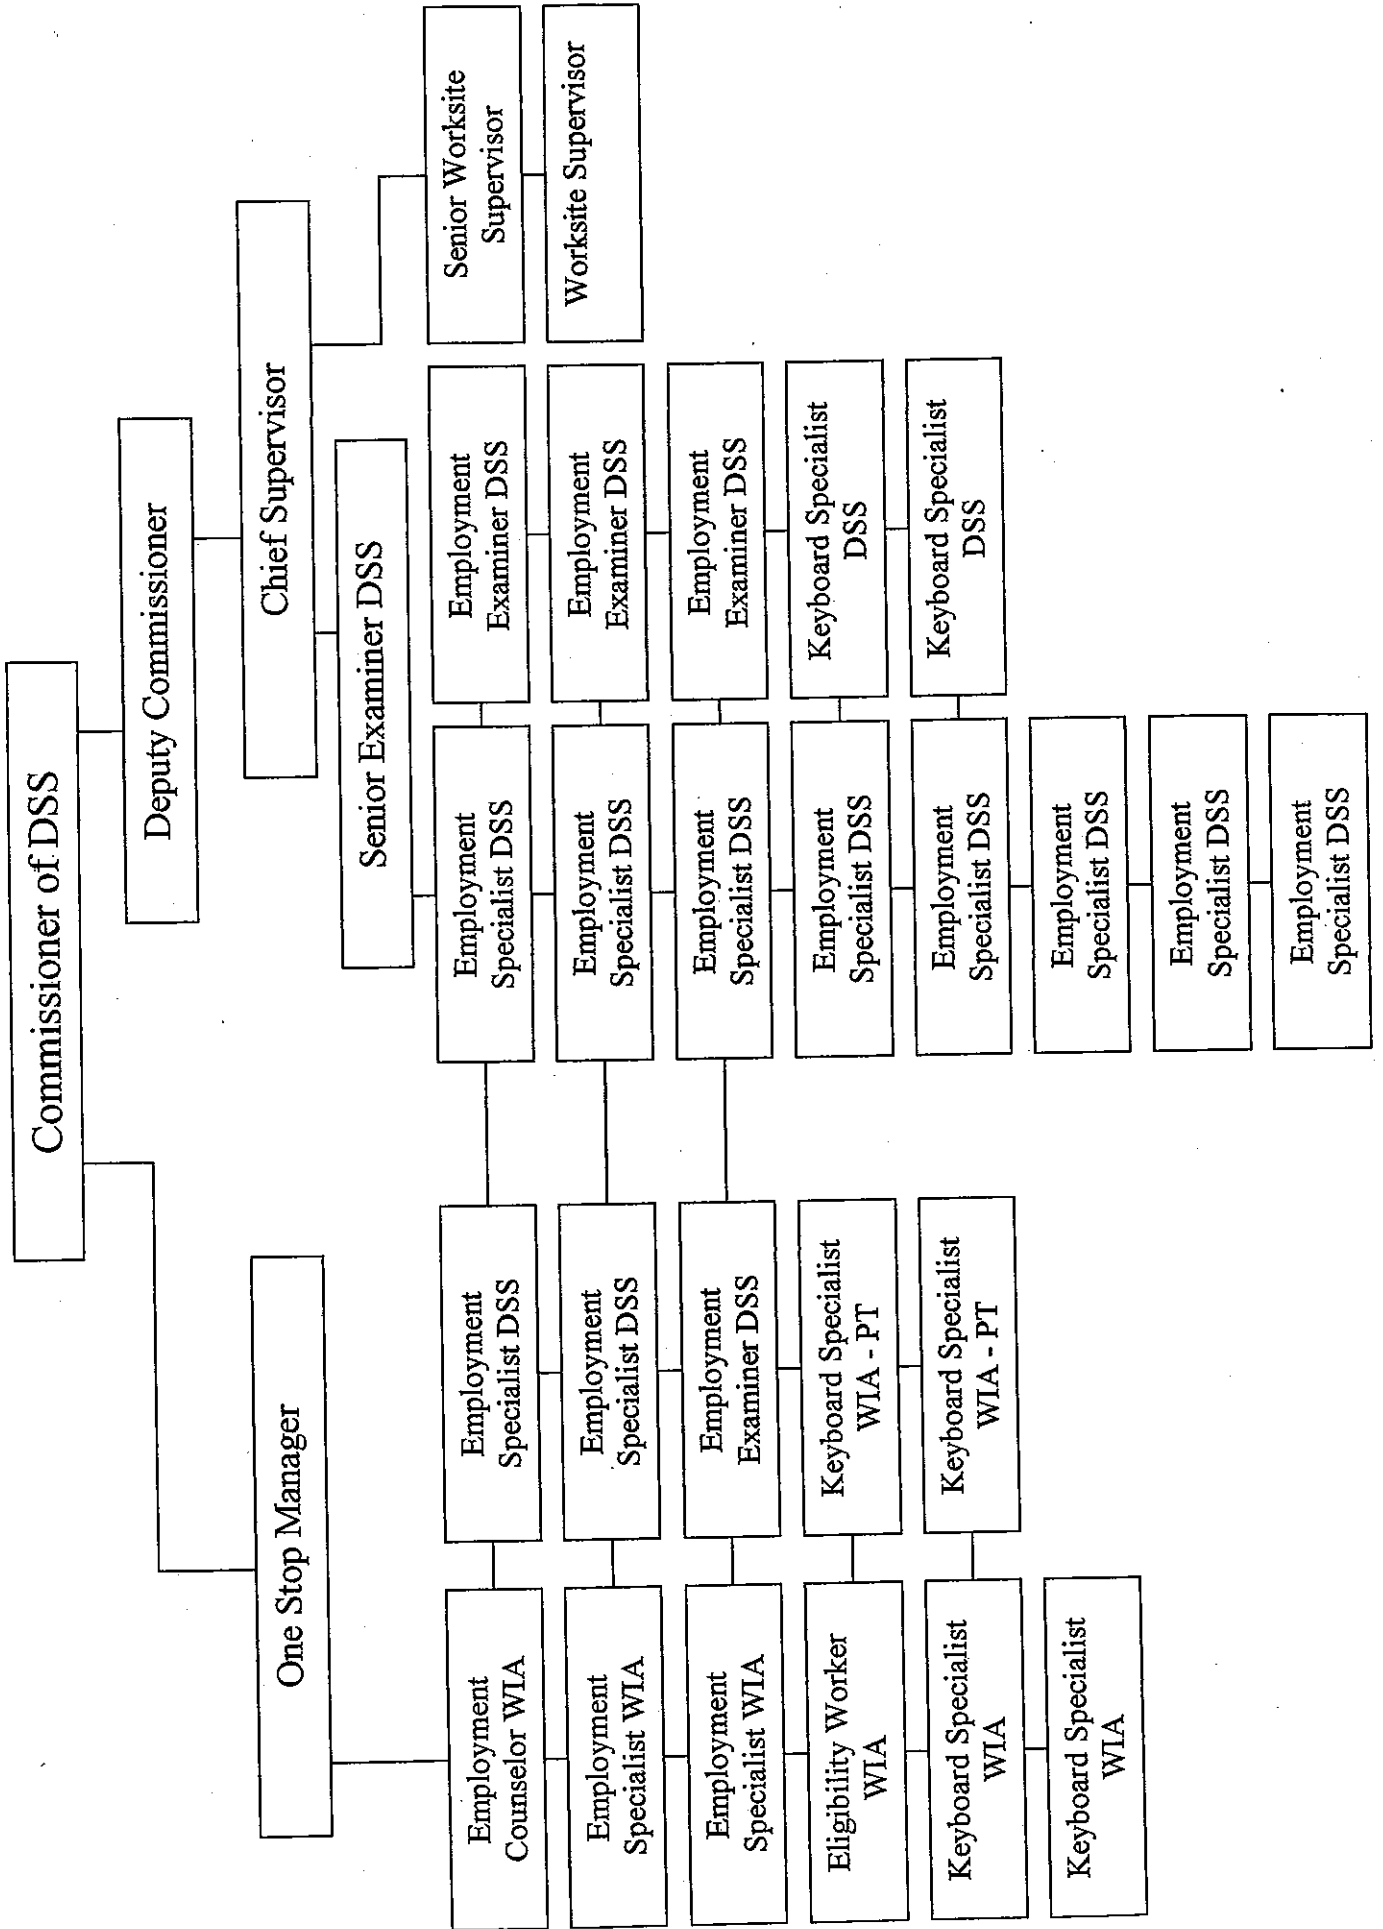 Commissioner of DSS
Deputy Commissioner
Chief Supervisor
One Stop Manager
Senior Examiner DSS
Employment
Counselor WIA
Employment
Specialist DSS
Employment
Specialist DSS
Employment
Examiner DSS
Senior Worksite
Supervisor
Employment
Specialist WIA
Employment
Specialist DSS
Employment
Specialist DSS
Employment
Examiner DSS
Worksite Supervisor
Employment
Specialist WIA
Employment
Examiner DSS
Employment
Specialist DSS
Employment
Examiner DSS
Eligibility Worker
WIA
Keyboard Specialist
WIA - PT
Employment
Specialist DSS
Keyboard Specialist
DSS
Keyboard Specialist
WIA
Keyboard Specialist
WIA - PT
Employment
Specialist DSS
Keyboard Specialist
DSS
Keyboard Specialist
WIA
Employment
Specialist DSS
Employment
Specialist DSS
Employment
Specialist DSS